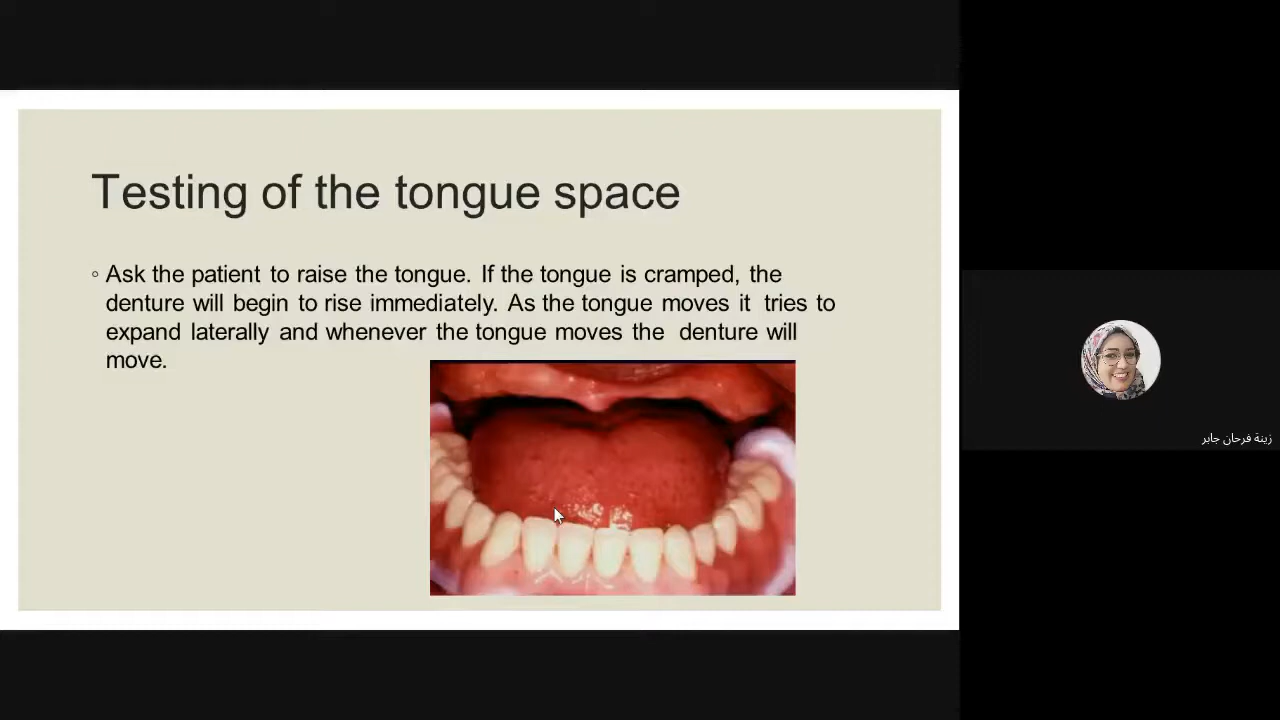 Testing of the tongue space
◦ Ask the patient to raise the tongue. If the tongue is cramped, the
denture will begin to rise immediately. As the tongue moves it tries to
expand laterally and whenever the tongue moves the denture will
move.
زينة فرحان جابر